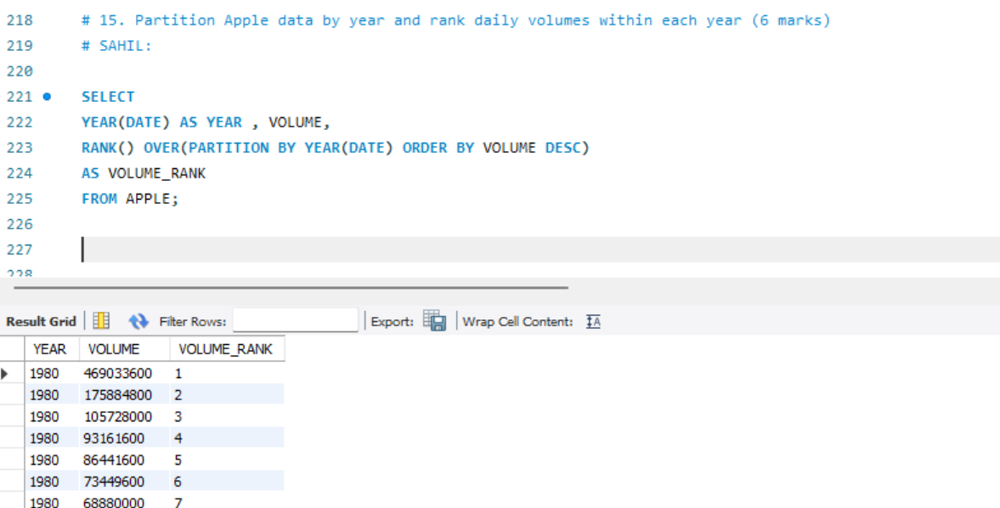 218 # 15. Partition Apple data by year and rank daily volumes within each year (6 marks)
219 # SAHIL:
220
221 SELECT
222 YEAR(DATE) AS YEAR , VOLUME,
223 RANK() OVER(PARTITION BY YEAR(DATE) ORDER BY VOLUME DESC)
224 AS VOLUME_RANK
225 FROM APPLE;
226
227
228
Result Grid Filter Rows: Export: Wrap Cell Content: IA
YEAR VOLUME VOLUME_RANK
1980 469033600 1
1980 175884800 2
1980 105728000 3
1980 93161600 4
1980 86441600 5
1980 73449600 6
1980 68880000 7